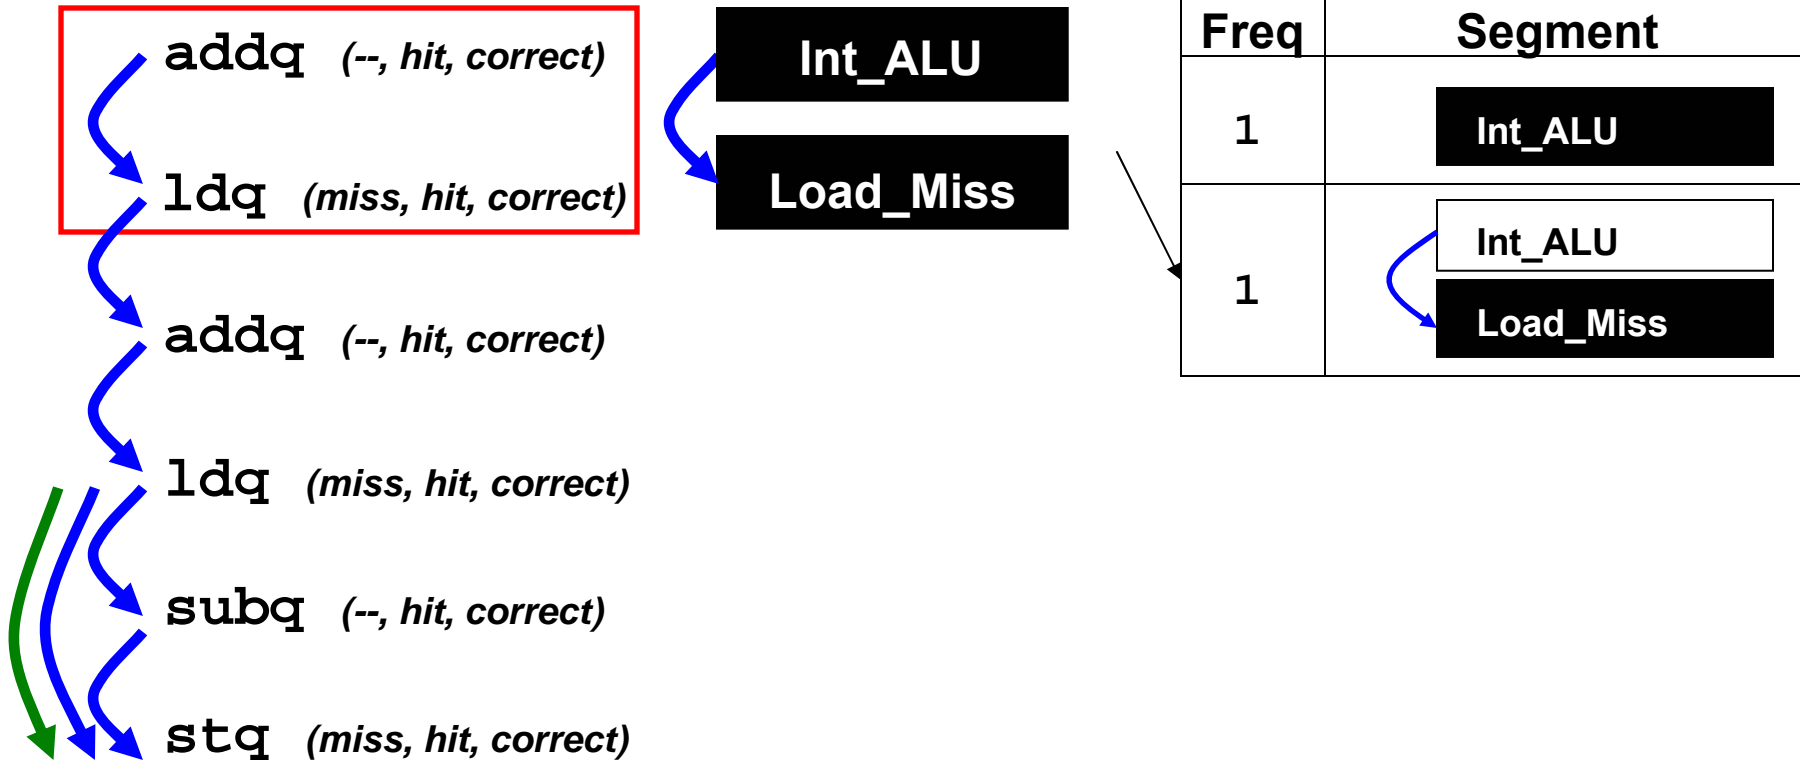 addq (--, hit, correct)
ldq (miss, hit, correct)
addq (--, hit, correct)
ldq (miss, hit, correct)
subq (--, hit, correct)
stq (miss, hit, correct)
Int_ALU
Load_Miss
Freq Segment
1 Int_ALU
1 Int_ALU
Load_Miss